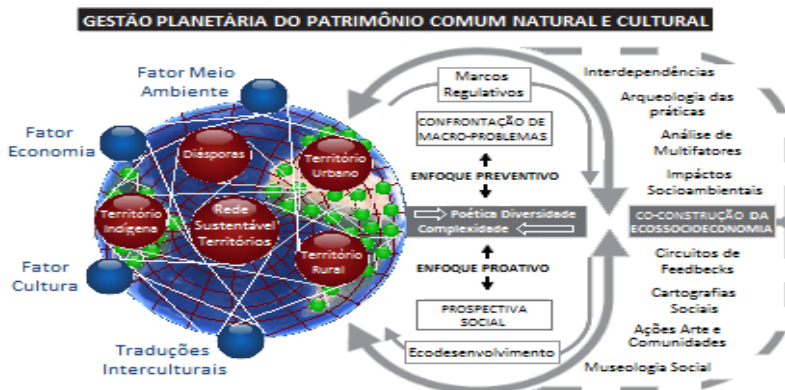 GESTÃO PLANETÁRIA DO PATRIMÔNIO COMUM NATURAL E CULTURAL
Fator Meio
Ambiente
Fator
Economia
Fator
Cultura
Traduções
Interculturais
Diásporas
Território
Urbano
Território
Indígena
Rede
Sustentável
Territórios
Território
Rural
Marcos
Regulativos
CONFRONTAÇÃO DE
MACRO-PROBLEMAS
ENFOQUE PREVENTIVO
Poética Diversidade
Complexidade
ENFOQUE PROATIVO
PROSPECTIVA
SOCIAL
Ecodesenvolvimento
Interdependências
Arqueologia das
práticas
Análise de
Multifatores
Impáctos
Socioambientais
CO-CONSTRUÇÃO DA
ECOSSOCIOECONOMIA
Circuitos de
Feedbecks
Cartografias
Sociais
Ações Arte e
Comunidades
Museologia Social